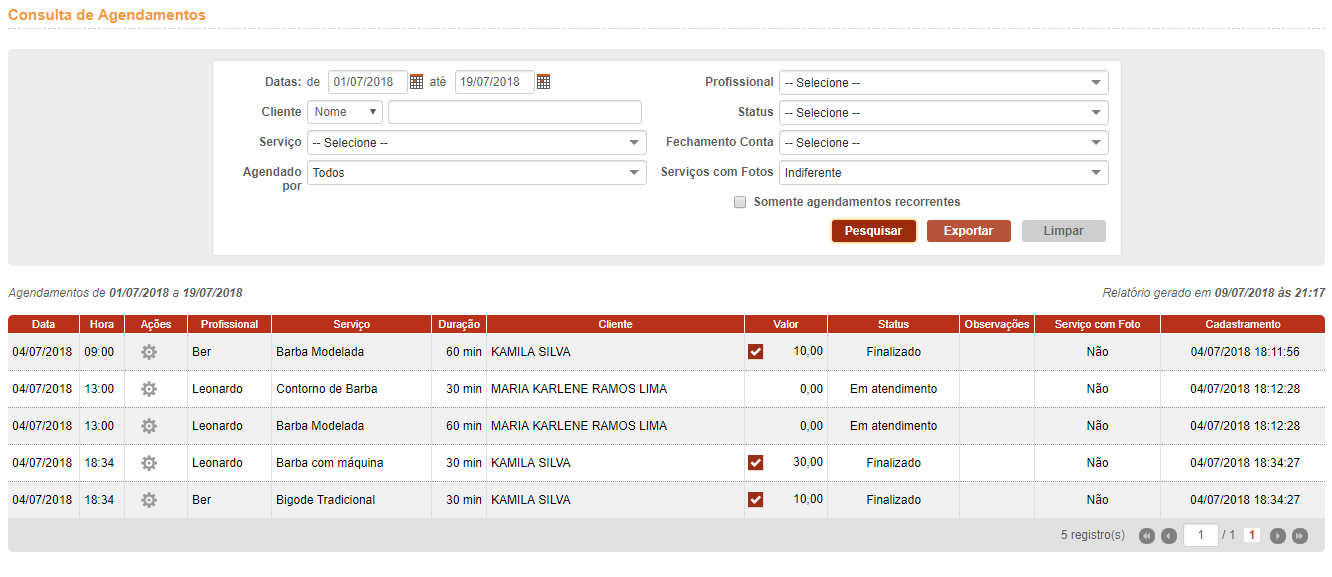 Consulta de Agendamentos
Datas: de 01/07/2018 até 19/07/2018 Profissional -- Selecione --
Cliente Nome Status -- Selecione --
Serviço -- Selecione -- Fechamento Conta -- Selecione --
Agendado por Todos Serviços com Fotos Indiferente
Somente agendamentos recorrentes
Pesquisar Exportar Limpar
Agendamentos de 01/07/2018 a 19/07/2018 Relatório gerado em 09/07/2018 às 21:17
Data Hora Ações Profissional Serviço Duração Cliente Valor Status Observações Serviço com Foto Cadastramento
04/07/2018 09:00 Ber Barba Modelada 60 min KAMILA SILVA 10,00 Finalizado Não 04/07/2018 18:11:56
04/07/2018 13:00 Leonardo Contorno de Barba 30 min MARIA KARLENE RAMOS LIMA 0,00 Em atendimento Não 04/07/2018 18:12:28
04/07/2018 13:00 Leonardo Barba Modelada 60 min MARIA KARLENE RAMOS LIMA 0,00 Em atendimento Não 04/07/2018 18:12:28
04/07/2018 18:34 Leonardo Barba com máquina 30 min KAMILA SILVA 30,00 Finalizado Não 04/07/2018 18:34:27
04/07/2018 18:34 Ber Bigode Tradicional 30 min KAMILA SILVA 10,00 Finalizado Não 04/07/2018 18:34:27
5 registro(s) 1 / 1 1